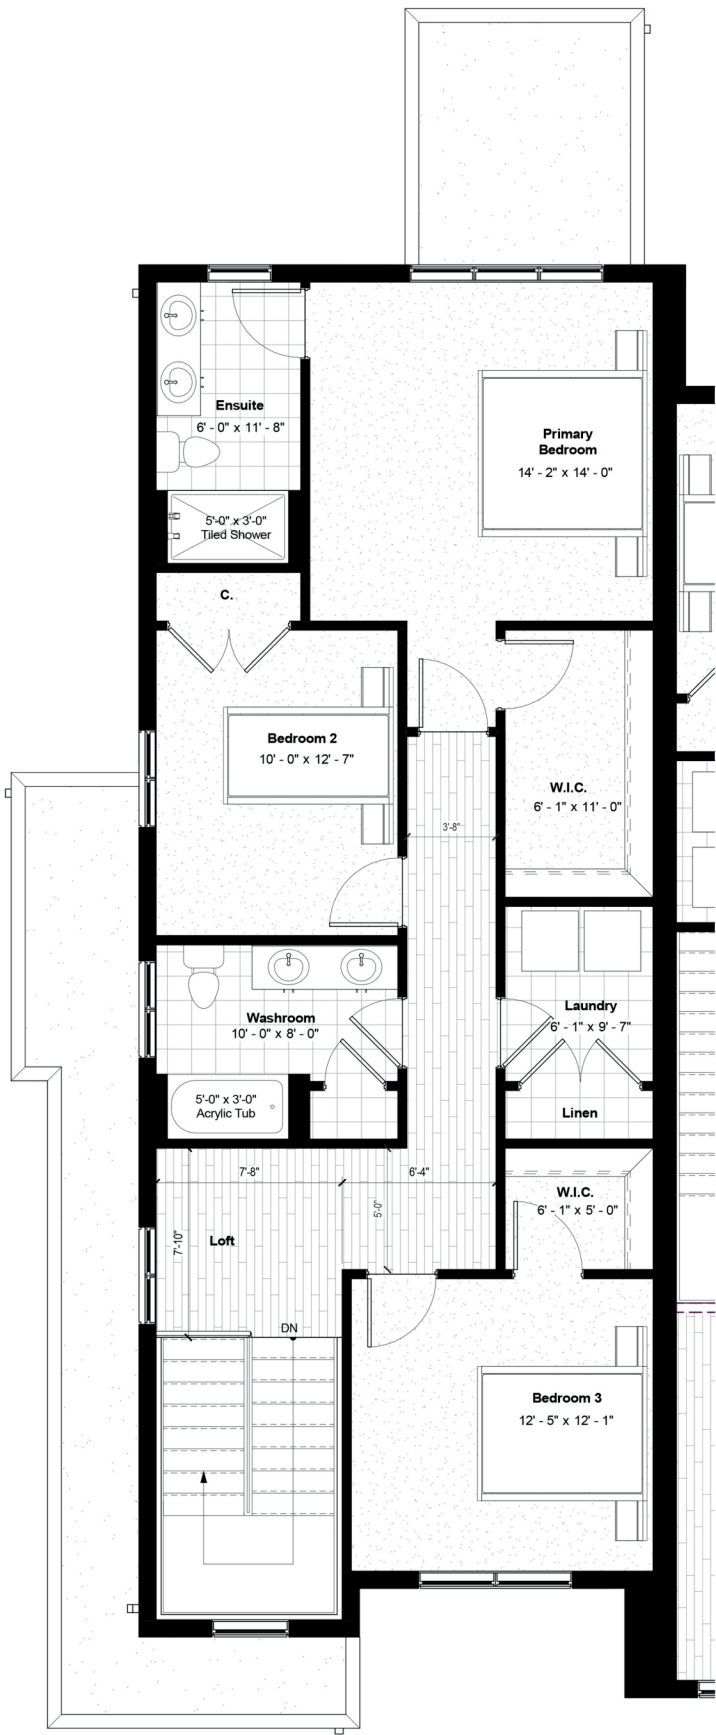 Ensuite
6' - 0" x 11' - 8"
Primary
Bedroom
14' - 2" x 14' - 0"
5'-0" x 3'-0"
Tiled Shower
C.
Bedroom 2
10' - 0" x 12' - 7"
W.I.C.
6' - 1" x 11' - 0"
3'-8"
Washroom
10' - 0" x 8' - 0"
Laundry
6' - 1" x 9' - 7"
5'-0" x 3'-0"
Acrylic Tub
Linen
7'-8"
6'-4"
W.I.C.
6' - 1" x 5' - 0"
5'-0"
7'-10"
Loft
DN
Bedroom 3
12' - 5" x 12' - 1"